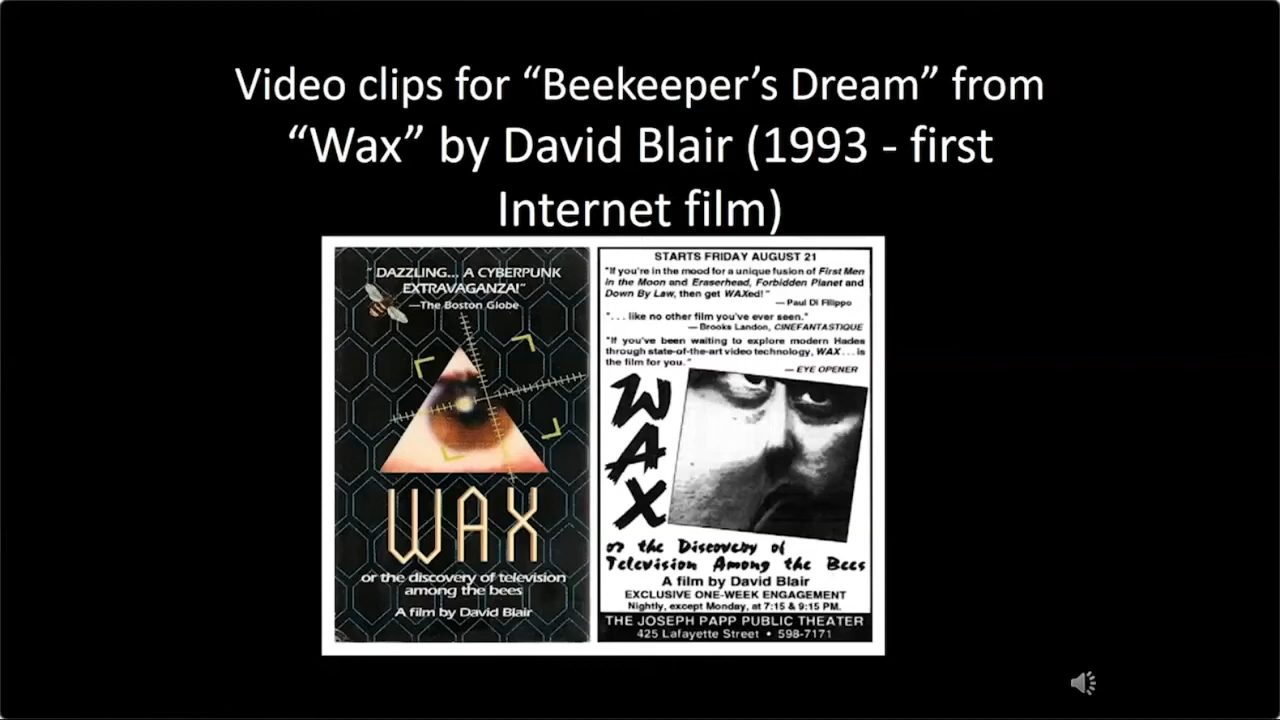 Video clips for “Beekeeper’s Dream” from
“Wax” by David Blair (1993 - first
Internet film)
“DAZZLING... A CYBERPUNK
EXTRAVAGANZA!”
—The Boston Globe
WAX
or the discovery of television
among the bees
A film by David Blair
STARTS FRIDAY AUGUST 21
"If you're in the mood for a unique fusion of First Men
in the Moon and Eraserhead, Forbidden Planet and
Down By Law, then get WAXed!"
— Paul Di Filippo
". . . like no other film you've ever seen."
— Brooks Landon, CINEFANTASTIQUE
"If you've been waiting to explore modern Hades
through state-of-the-art video technology, WAX . . . is
the film for you."
— EYE OPENER
WAX
or the Discovery of
Television Among the Bees
A film by David Blair
EXCLUSIVE ONE-WEEK ENGAGEMENT
Nightly, except Monday, at 7:15 & 9:15 PM.
THE JOSEPH PAPP PUBLIC THEATER
425 Lafayette Street • 598-7171